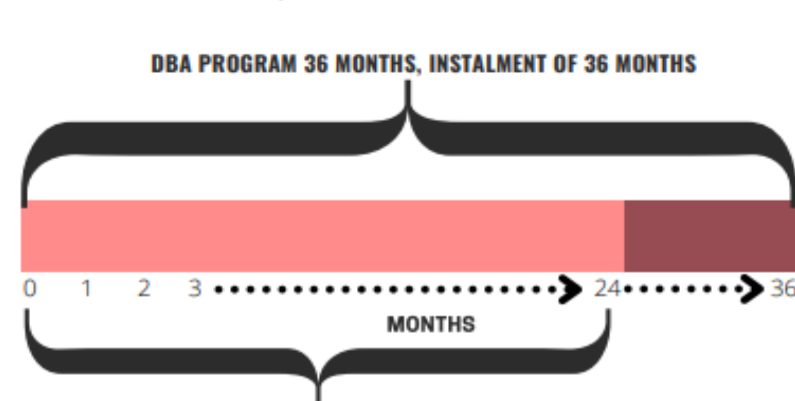 DBA PROGRAM 36 MONTHS, INSTALMENT OF 36 MONTHS
0 1 2 3 24 36
MONTHS